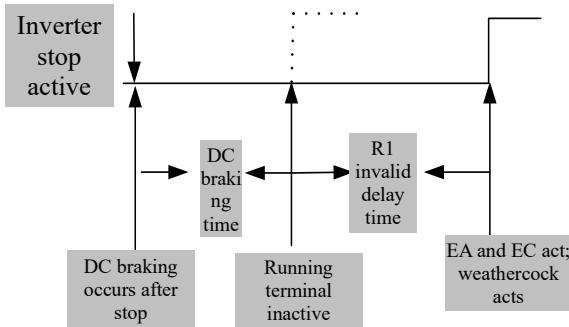 Inverter
stop
active
DC
braki
ng
time
R1
invalid
delay
time
DC braking
occurs after
stop
Running
terminal
inactive
EA and EC act;
weathercock
acts